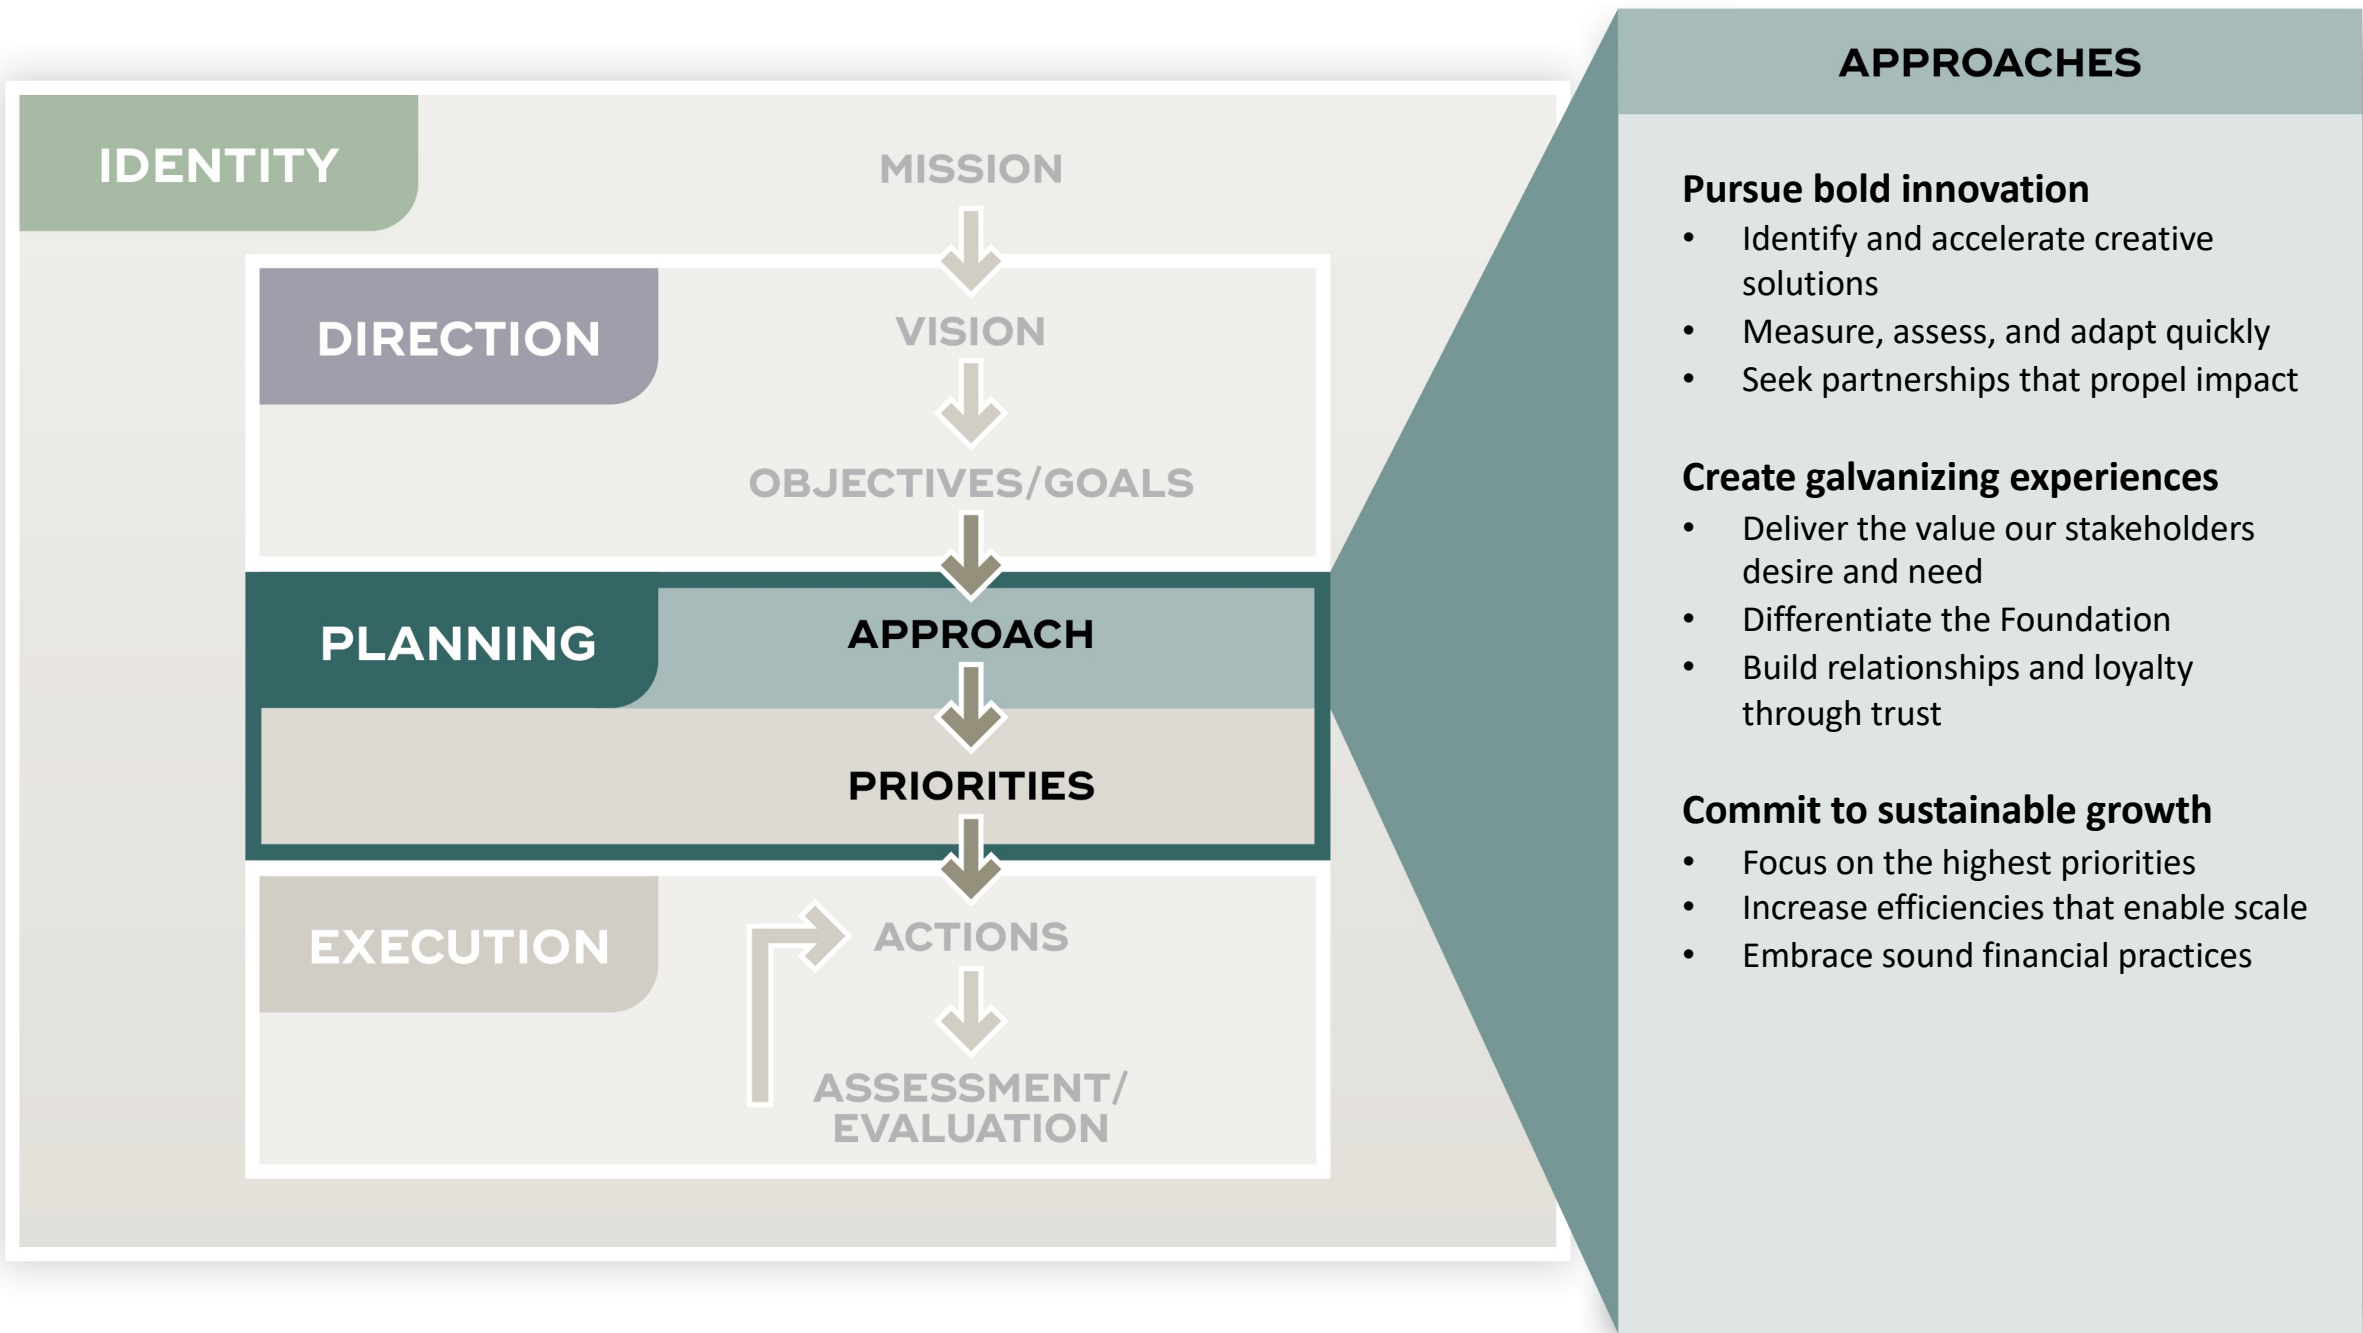 IDENTITY
MISSION
DIRECTION
VISION
OBJECTIVES/GOALS
PLANNING
APPROACH
PRIORITIES
EXECUTION
ACTIONS
ASSESSMENT/
EVALUATION
APPROACHES
Pursue bold innovation
• Identify and accelerate creative
solutions
• Measure, assess, and adapt quickly
• Seek partnerships that propel impact
Create galvanizing experiences
• Deliver the value our stakeholders
desire and need
• Differentiate the Foundation
• Build relationships and loyalty
through trust
Commit to sustainable growth
• Focus on the highest priorities
• Increase efficiencies that enable scale
• Embrace sound financial practices